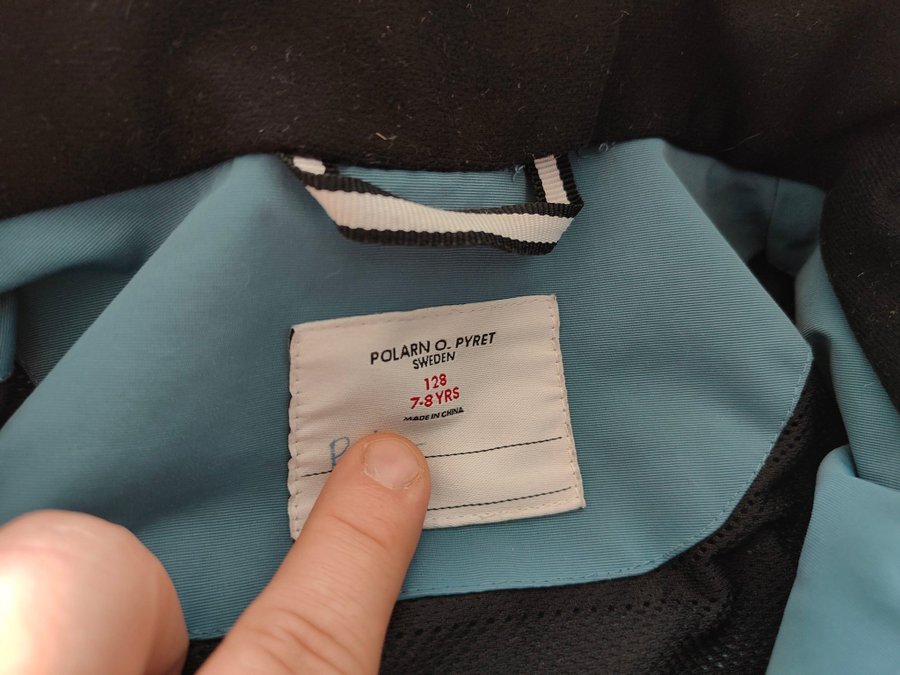 POLARN O. PYRET
SWEDEN
128
7-8 YRS
MADE IN CHINA